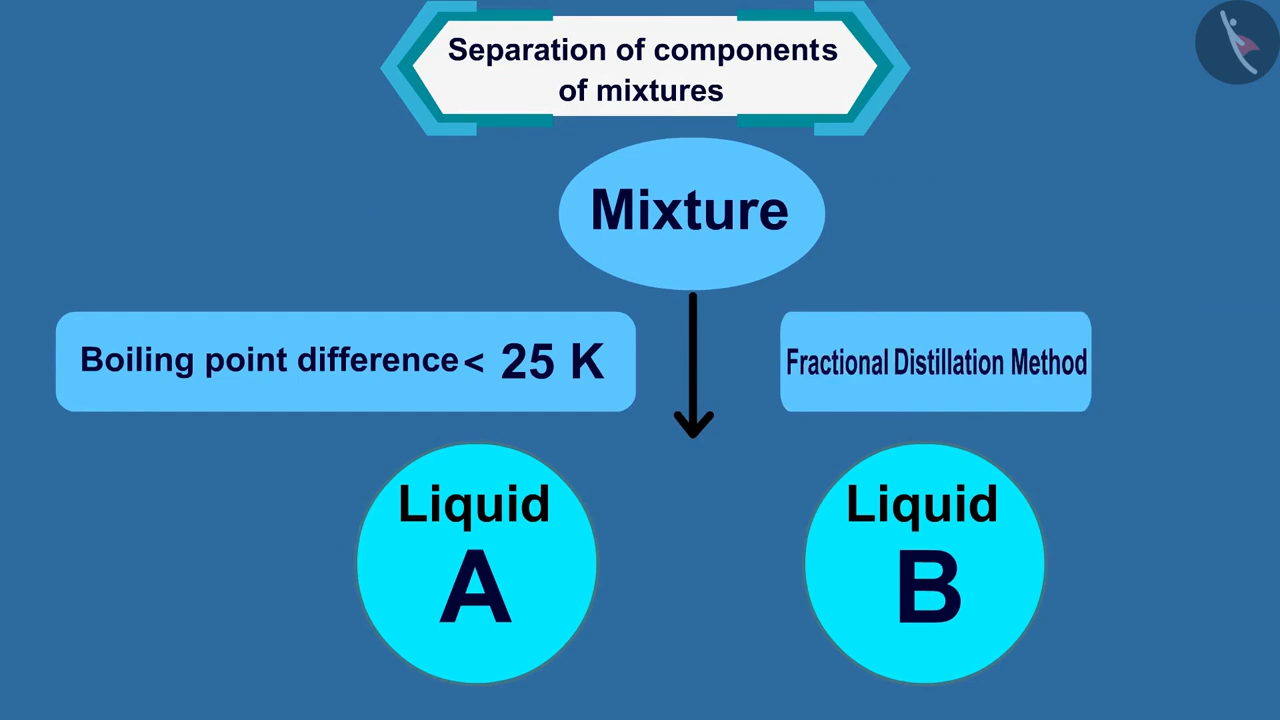 Separation of components
of mixtures
Mixture
Boiling point difference < 25 K
Fractional Distillation Method
Liquid
A
Liquid
B